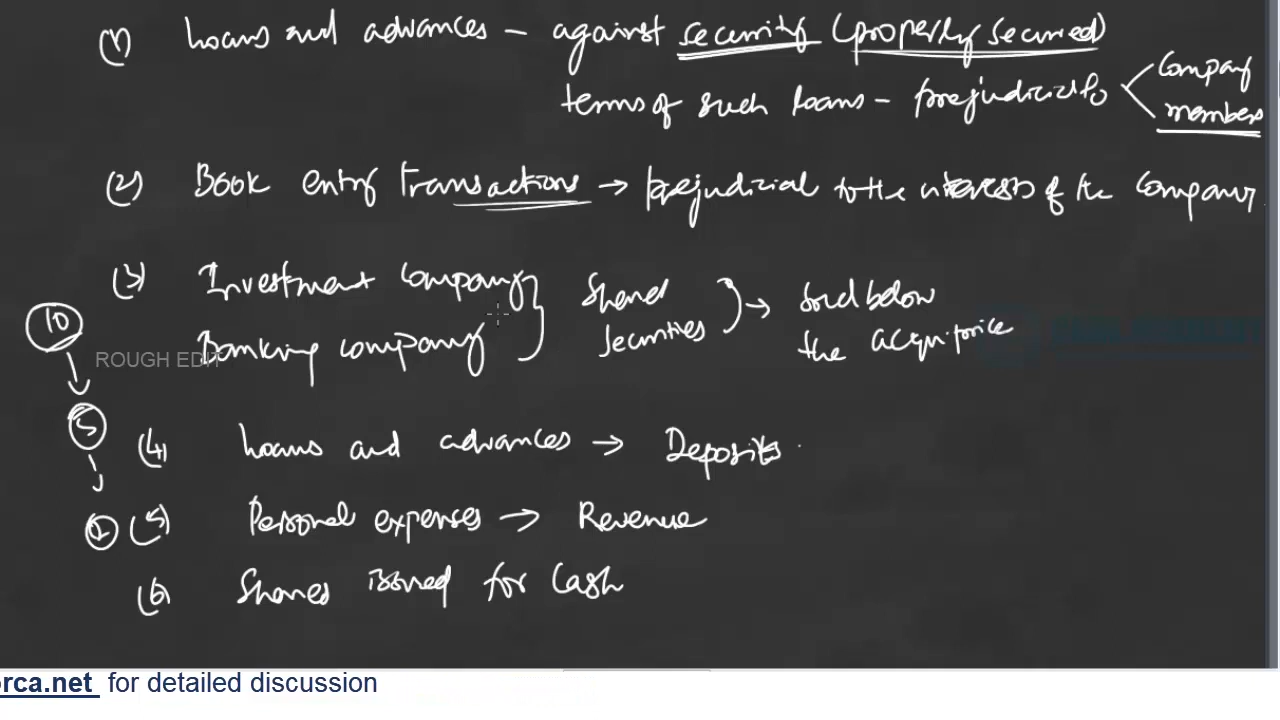 (1) Loans and advances - against security (properly secured)
terms of such loans - prejudicial to
Company
members
(2) Book entry transactions → prejudicial to the interests of the Company
(3) Investment company
Banking company
Shares
Securities
→ sold below
the acqn price
10
ROUGH EDIT
5
(4) Loans and advances → Deposits
(5) Personal expenses → Revenue
(6) Shares issued for Cash
orca.net for detailed discussion